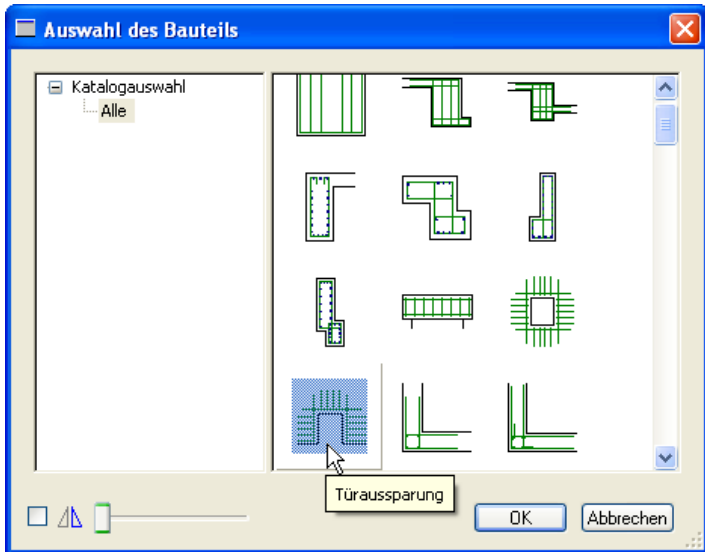 Auswahl des Bauteils
Katalogauswahl
Alle
Türaussparung
OK
Abbrechen